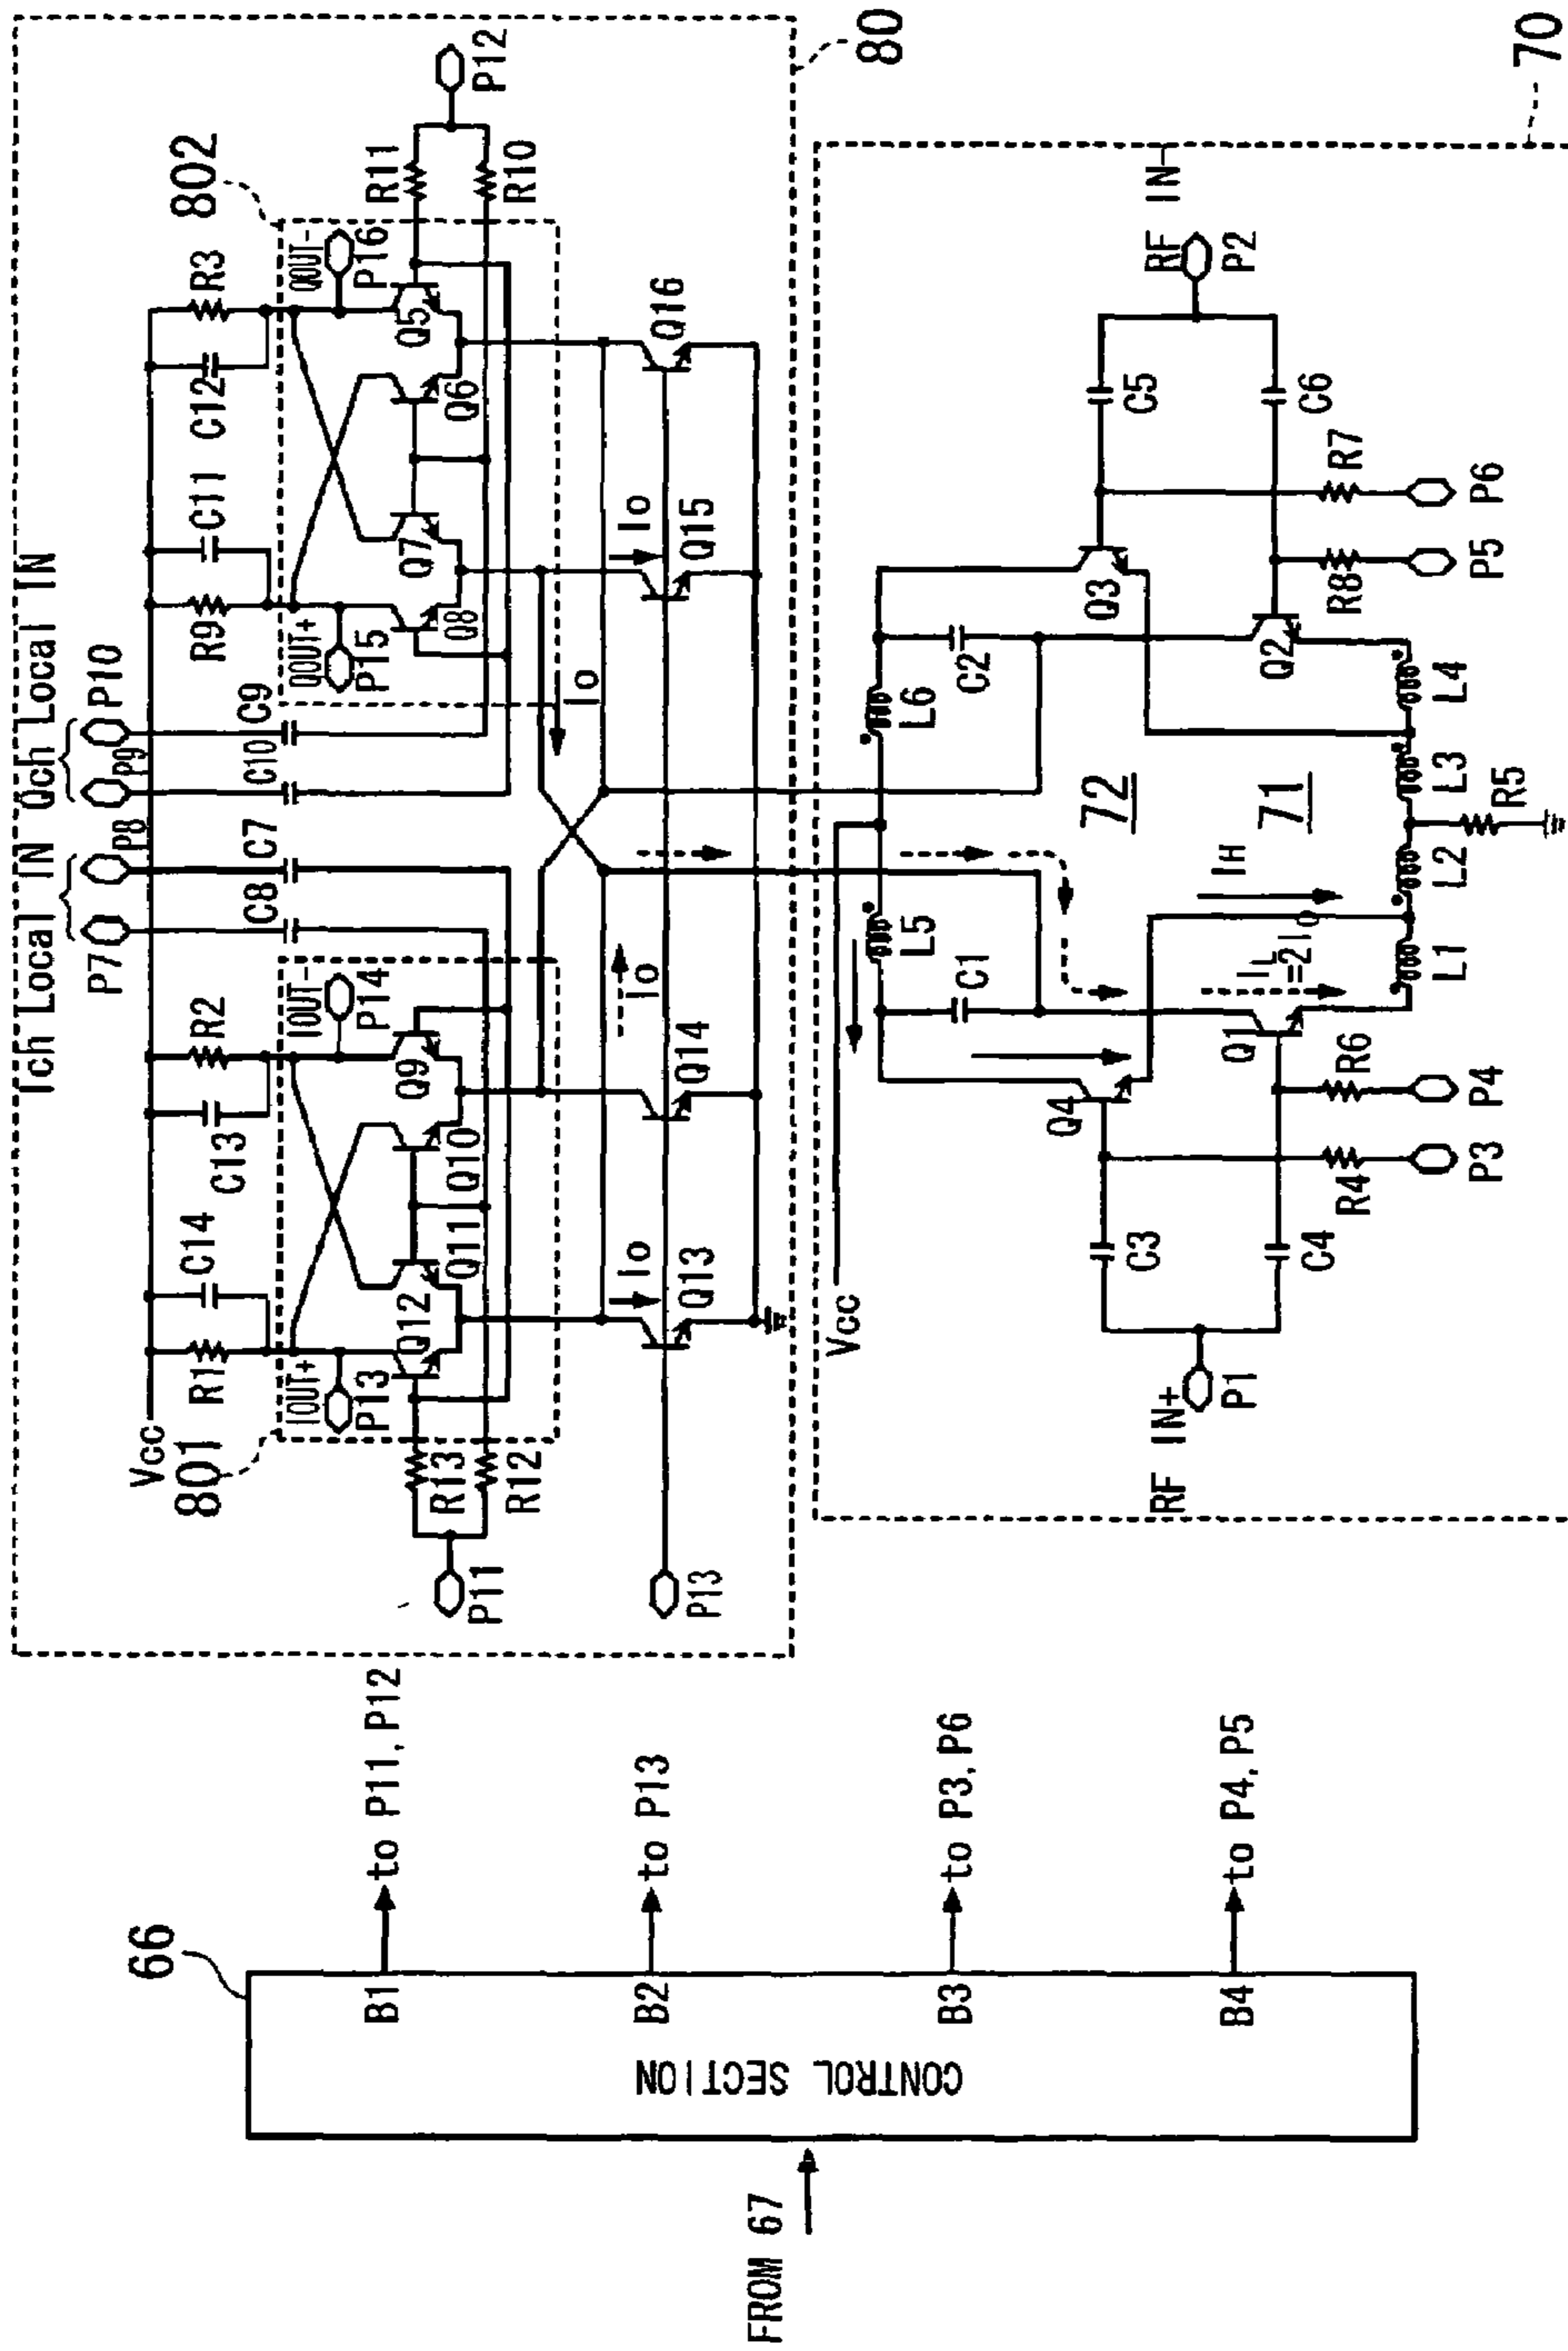 66
CONTROL SECTION
FROM 67
B1
to P11, P12
B2
to P13
B3
to P3, P6
B4
to P4, P5
Ich Local IN
Qch Local IN
P7
P8
P9
P10
Vcc
801
802
R1
C14
C13
R2
R9
C11
C12
R3
C8
C7
C10
C9
IOUT+
P13
IOUT-
P14
QOUT+
P15
QOUT-
P16
Q12
Q11
Q10
Q9
Q8
Q7
Q6
Q5
R13
R12
P11
R11
R10
P12
Io
Io
Io
Io
Q13
Q14
Q15
Q16
P13
80
Vcc
L5
L6
C1
C2
72
71
Q4
Q1
Q3
Q2
IH
IL
=2Io
C3
C4
C5
C6
RF IN+
P1
RF IN-
P2
R4
R6
R8
R7
P3
P4
P5
P6
L1
L2
L3
L4
R5
70